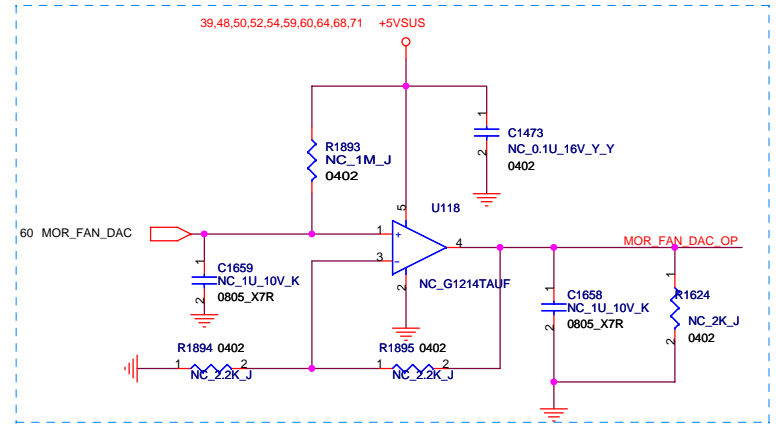 39,48,50,52,54,59,60,64,68,71 +5VSUS
1
C1473
NC_0.1U_16V_Y_Y
2
0402
R1893
NC_1M_J
0402
5
U118
60 MOR_FAN_DAC
1
+
4
MOR_FAN_DAC_OP
3
-
2
NC_G1214TAUF
1
C1659
NC_1U_10V_K
2
0805_X7R
1
C1658
NC_1U_10V_K
2
0805_X7R
1
R1624
NC_2K_J
2
0402
R1894 0402
1 2
NC_2.2K_J
R1895 0402
1 2
NC_2.2K_J